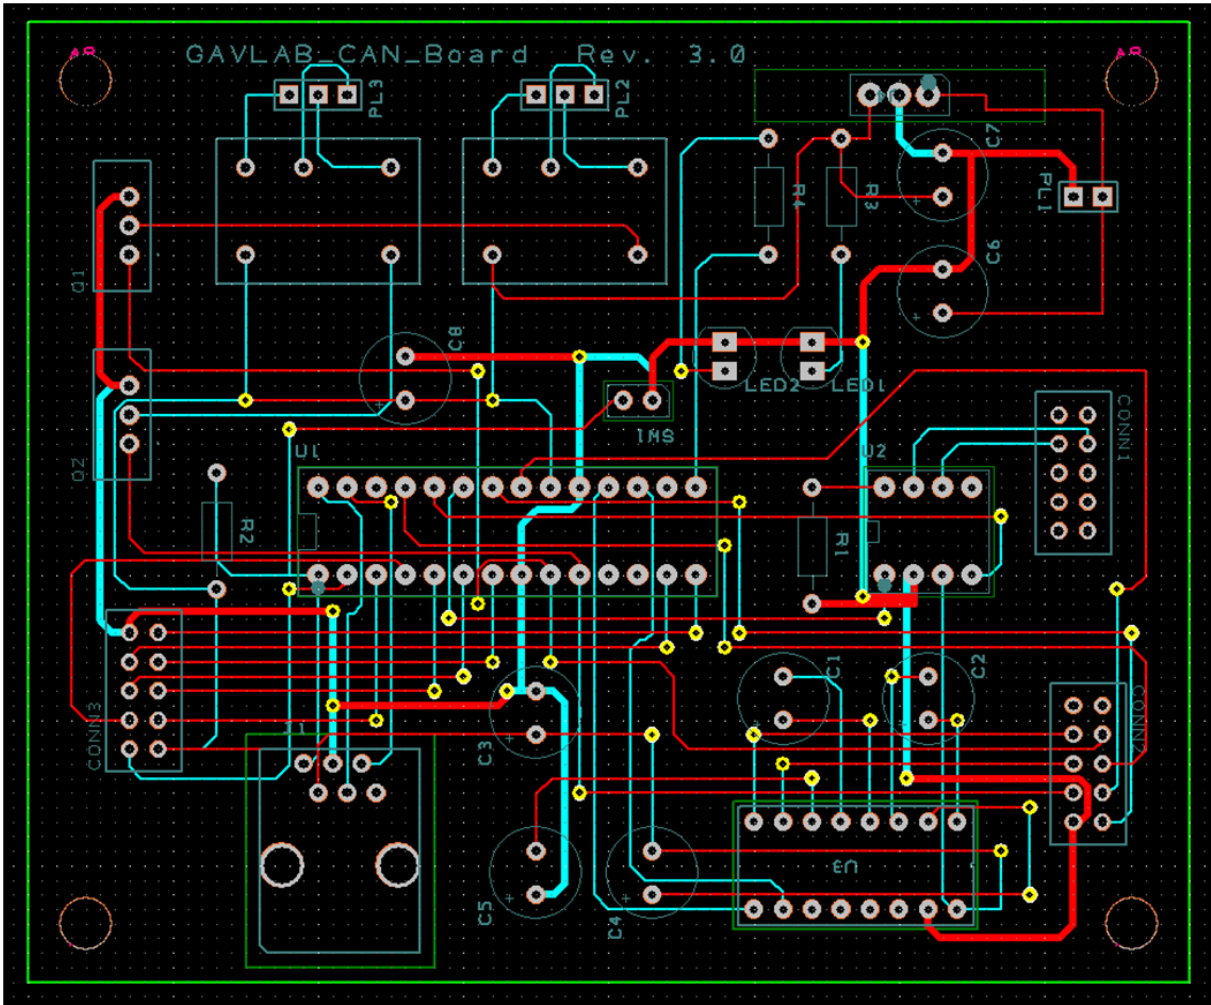 GAVLAB_CAN_Board Rev. 3.0
PL3
PL2
C7
PL1
R4
R3
C6
Q1
C8
LED2
LED1
SW1
CONN1
Q2
U1
U2
R2
R1
C1
C2
CONN3
J1
C3
CONN2
U3
C5
C4